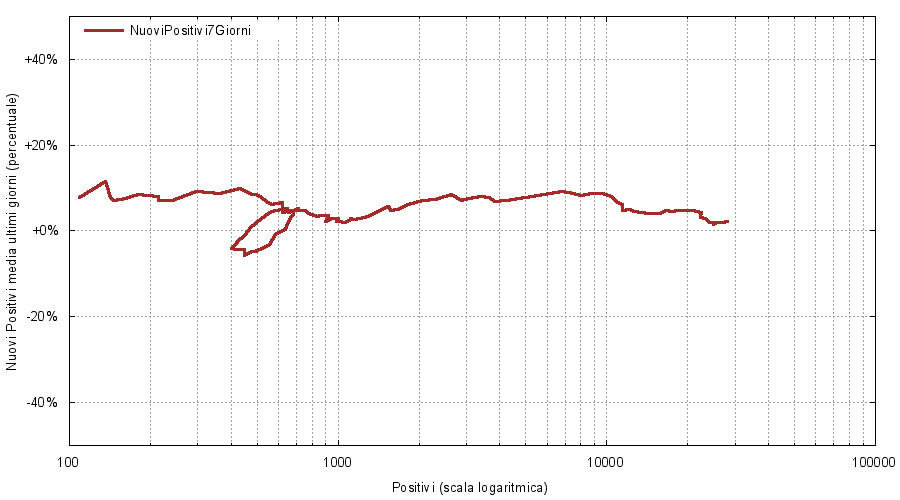 NuoviPositivi7Giorni
+40%
+20%
+0%
-20%
-40%
Nuovi Positivi media ultimi giorni (percentuale)
100 1000 10000 100000
Positivi (scala logaritmica)